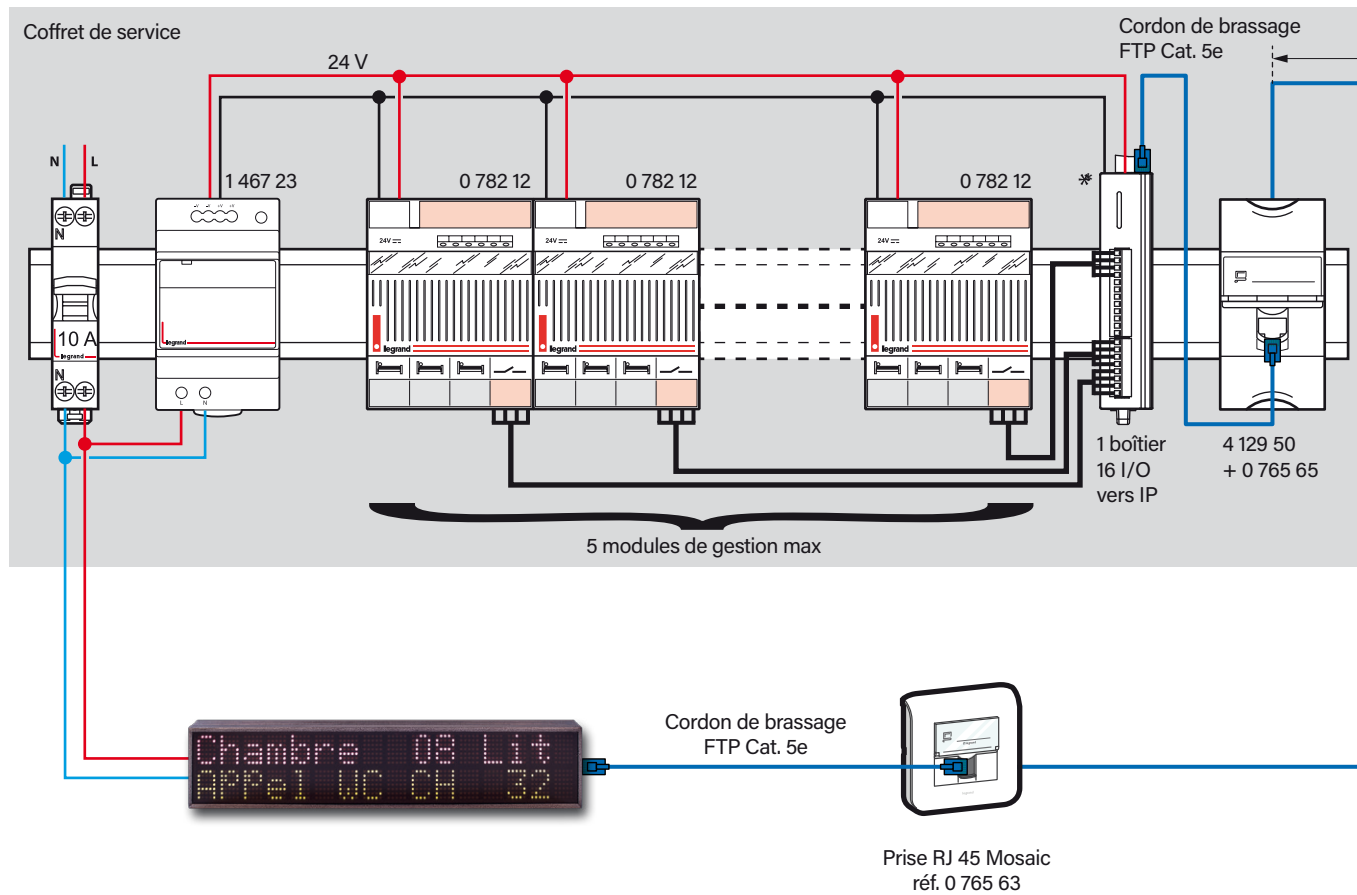 Coffret de service
Cordon de brassage
FTP Cat. 5e
24 V
N L
1 467 23
0 782 12
0 782 12
0 782 12
*
N
24V
24V
24V
10 A
legrand
legrand
legrand
legrand
N
L N
1 boîtier
16 I/O
vers IP
4 129 50
+ 0 765 65
5 modules de gestion max
Chambre 08 Lit
APPel WC CH 32
Cordon de brassage
FTP Cat. 5e
Prise RJ 45 Mosaic
réf. 0 765 63